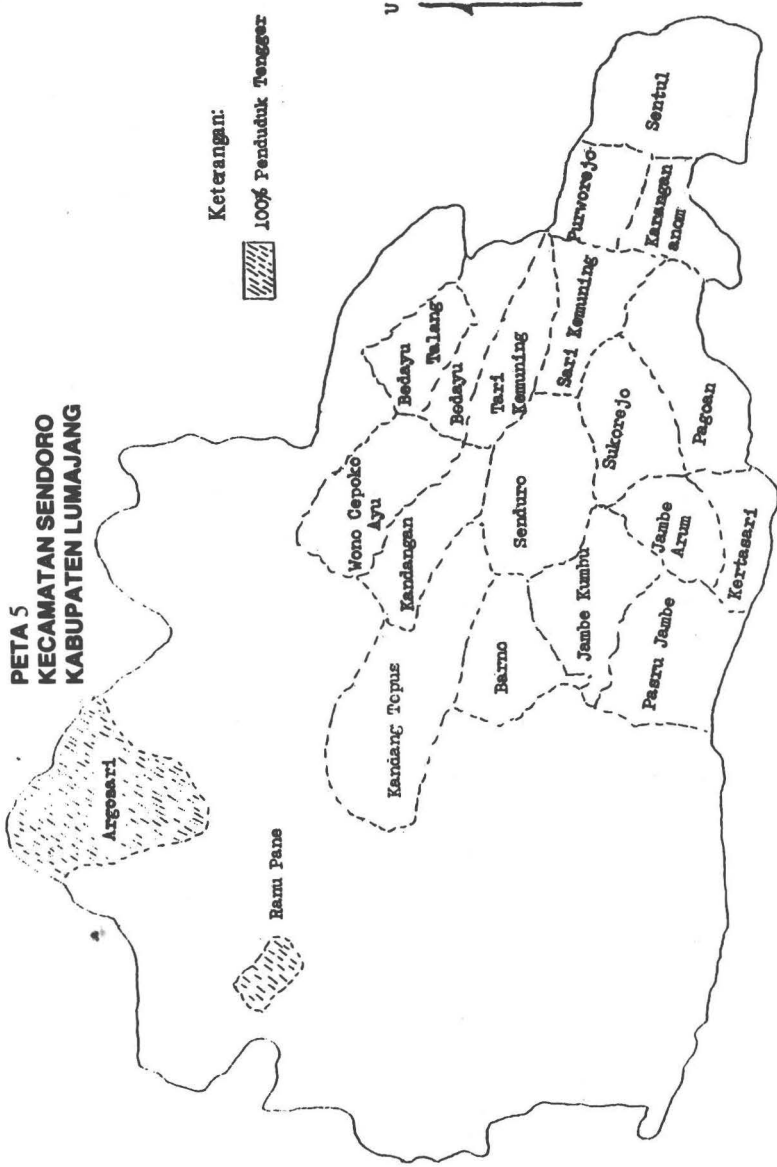 PETA 5
KECAMATAN SENDORO
KABUPATEN LUMAJANG
Keterangan:
100% Penduduk Tengger
U
Argosari
Ranu Pane
Wono Cepoko
Ayu
Bedayu
Talang
Bedayu
Kandangan
Tari
Kemuning
Kandang Tepus
Senduro
Purworejo
Sentul
Karangan
anom
Sari Kemuning
Barno
Sukorejo
Jambe Kumbu
Jambe
Arum
Pagoan
Pasru Jambe
Kertasari